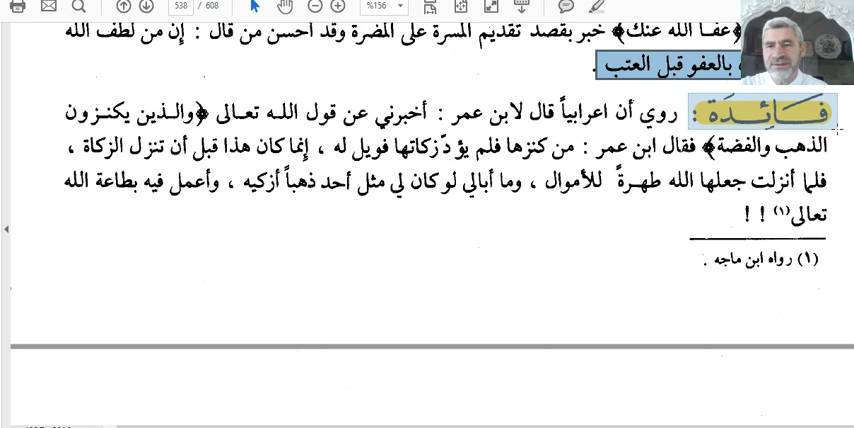 538 / 608
%156
﴿عفا الله عنك﴾ خبر يقصد تقديم المسرة على المضرة وقد أحسن من قال : إن من لطف الله
بالعفو قبل العتب .
فَـائِـدَة : روي أن اعرابياً قال لابن عمر : أخبرني عن قول الله تعالى ﴿والذين يكنزون
الذهب والفضة﴾ فقال ابن عمر : من كنزها فلم يؤدّ زكاتها فويل له ، إنما كان هذا قبل أن تنزل الزكاة ،
فلما أنزلت جعلها الله طهرةً للأموال ، وما أبالي لو كان لي مثل أحد ذهباً أزكيه ، وأعمل فيه بطاعة الله
تعالى(١) ! !
(١) رواه ابن ماجه .